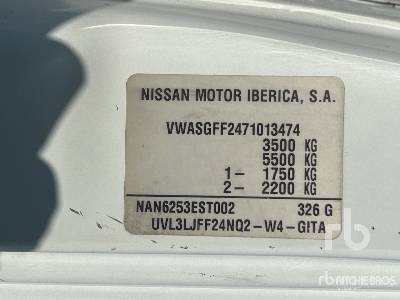 NISSAN MOTOR IBERICA, S.A.
VWASGFF2471013474
3500 KG
5500 KG
1- 1750 KG
2- 2200 KG
NAN6253EST002 326 G
UVL3LJFF24NQ2-W4-GITA
rb
ritchie bros.